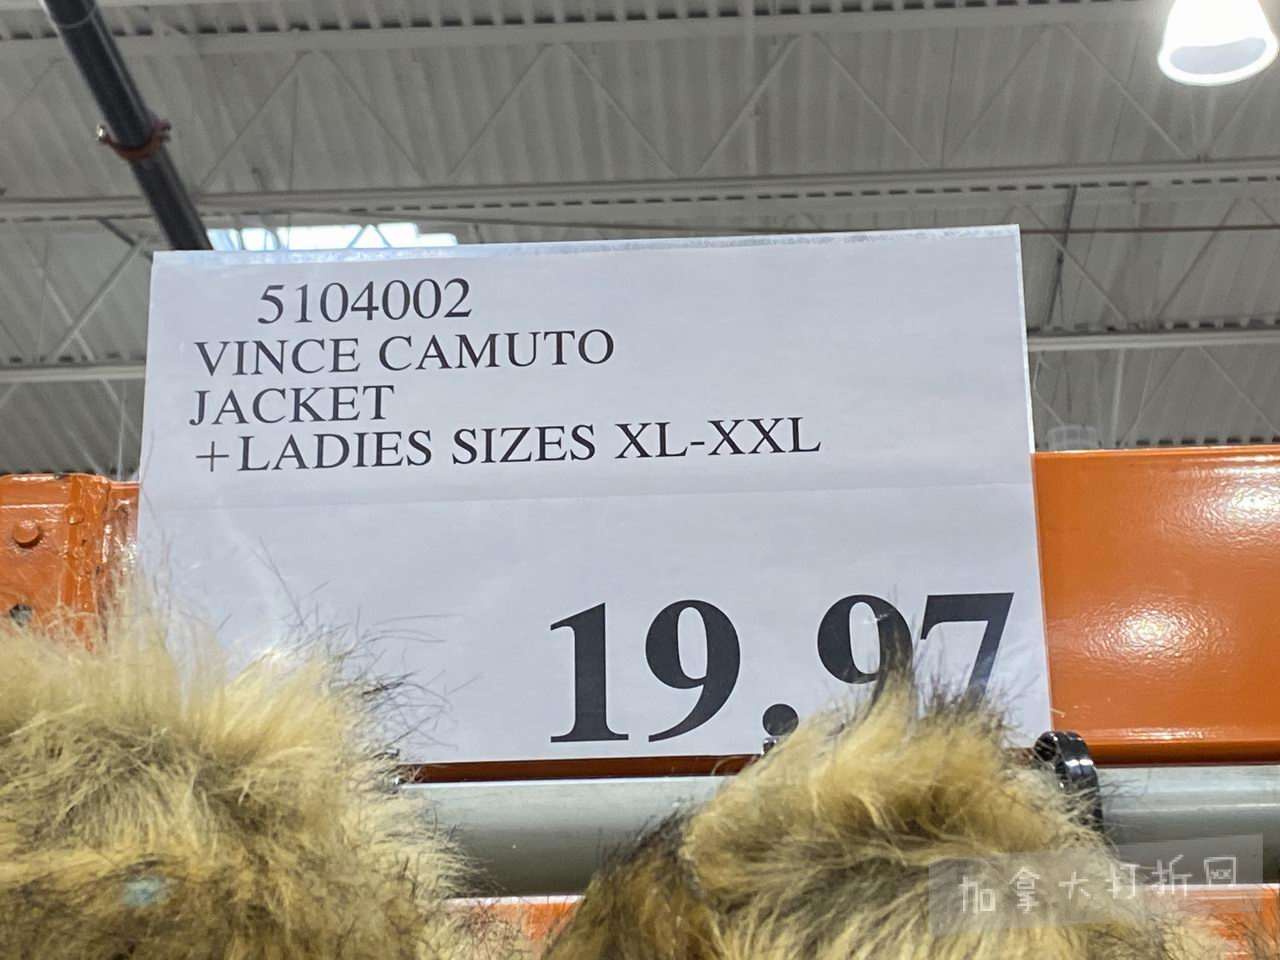 5104002
VINCE CAMUTO
JACKET
+LADIES SIZES XL-XXL
19.97
加拿大打折网